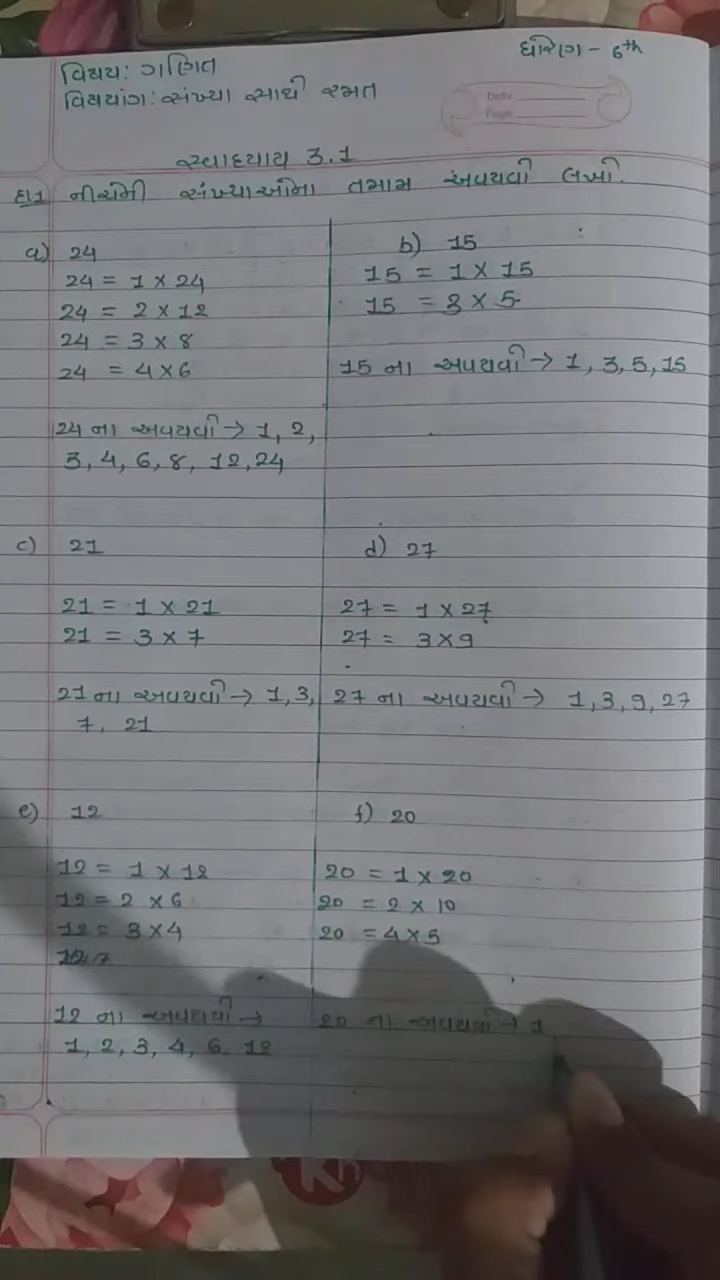 ધોરણ - 6th
વિષય: ગણિત
વિષયાંગ: સંખ્યા સાથે રમત
Date
Page
સ્વાધ્યાય 3.1
દા1 નીચેની સંખ્યાઓના તમામ અવયવો લખો.
a) 24
24 = 1 × 24
24 = 2 × 12
24 = 3 × 8
24 = 4 × 6
24 ના અવયવો → 1, 2,
3, 4, 6, 8, 12, 24
b) 15
15 = 1 × 15
15 = 3 × 5
15 ના અવયવો → 1, 3, 5, 15
c) 21
21 = 1 × 21
21 = 3 × 7
21 ના અવયવો → 1, 3,
7, 21
d) 27
27 = 1 × 27
27 = 3 × 9
27 ના અવયવો → 1, 3, 9, 27
e) 12
12 = 1 × 12
12 = 2 × 6
12 = 3 × 4
12 ના અવયવો →
1, 2, 3, 4, 6, 12
f) 20
20 = 1 × 20
20 = 2 × 10
20 = 4 × 5
20 ના અવયવો → 1